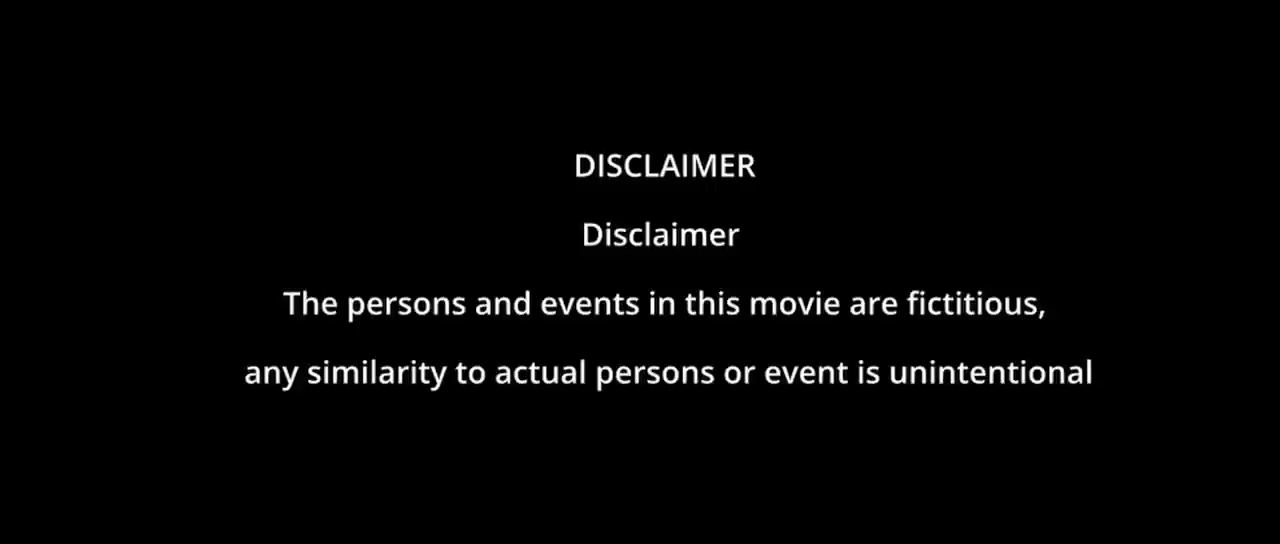 DISCLAIMER
Disclaimer
The persons and events in this movie are fictitious,
any similarity to actual persons or event is unintentional